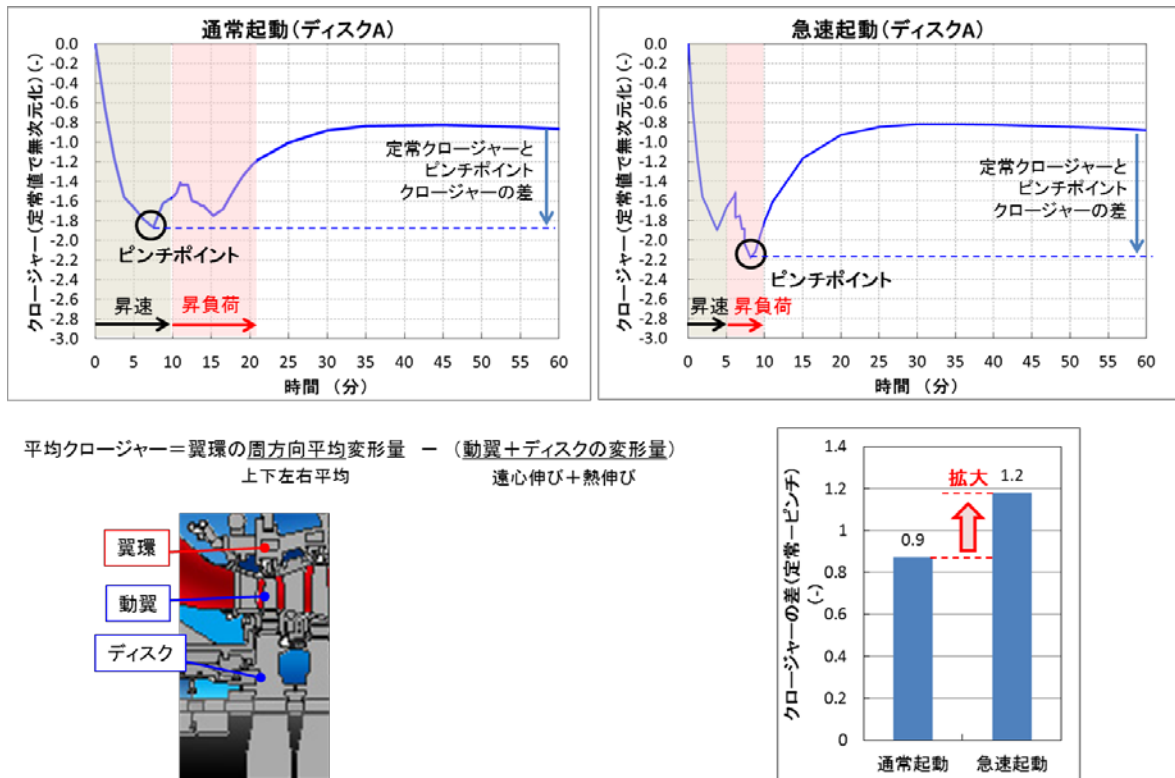 通常起動(ディスクA)
クロージャー(定常値で無次元化)(-)
0.0
-0.2
-0.4
-0.6
-0.8
-1.0
-1.2
-1.4
-1.6
-1.8
-2.0
-2.2
-2.4
-2.6
-2.8
-3.0
定常クロージャーと
ピンチポイント
クロージャーの差
ピンチポイント
昇速
昇負荷
0 5 10 15 20 25 30 35 40 45 50 55 60
時間 (分)
急速起動(ディスクA)
クロージャー(定常値で無次元化)(-)
0.0
-0.2
-0.4
-0.6
-0.8
-1.0
-1.2
-1.4
-1.6
-1.8
-2.0
-2.2
-2.4
-2.6
-2.8
-3.0
定常クロージャーと
ピンチポイント
クロージャーの差
ピンチポイント
昇速
昇負荷
0 5 10 15 20 25 30 35 40 45 50 55 60
時間 (分)
平均クロージャー=翼環の周方向平均変形量 － (動翼+ディスクの変形量)
上下左右平均 遠心伸び+熱伸び
翼環
動翼
ディスク
クロージャーの差(定常-ピンチ)
(-)
1.4
1.2
1
0.8
0.6
0.4
0.2
0
拡大
0.9
1.2
通常起動 急速起動